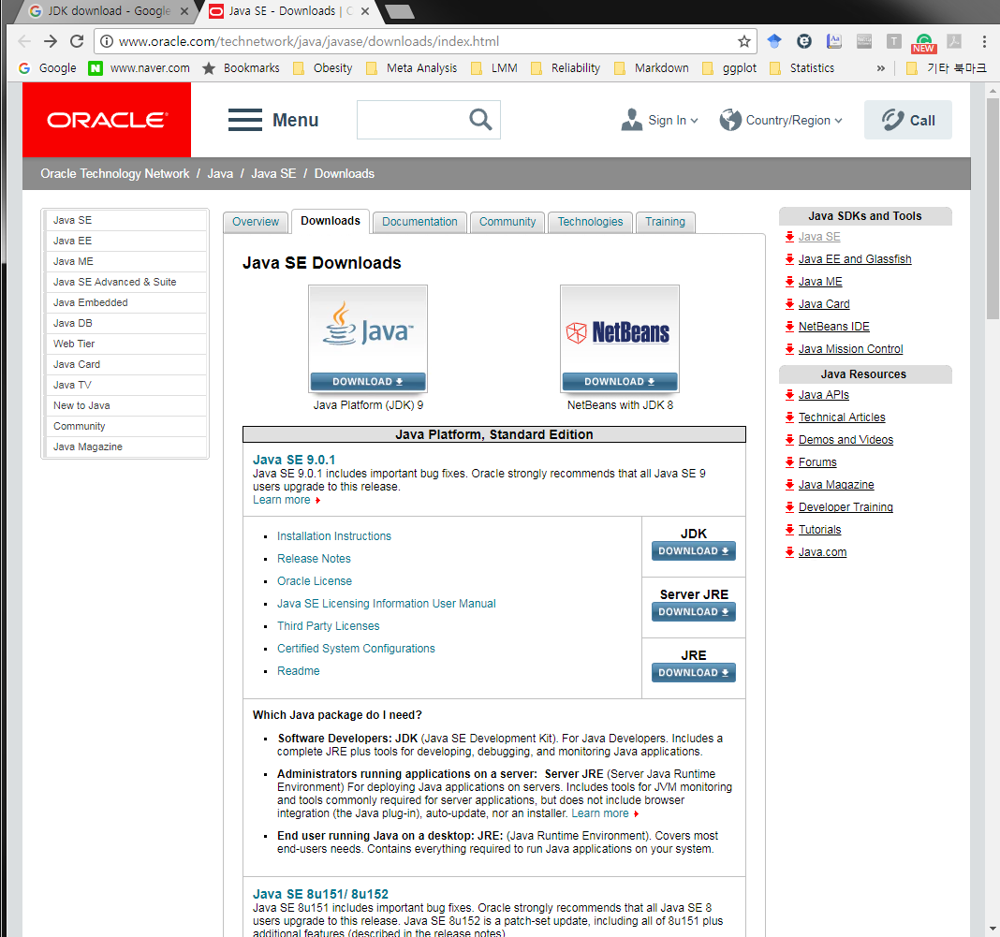 JDK download - Google
Java SE - Downloads | O
www.oracle.com/technetwork/java/javase/downloads/index.html
NEW
Google
www.naver.com
Bookmarks
Obesity
Meta Analysis
LMM
Reliability
Markdown
ggplot
Statistics
»
기타 북마크
ORACLE
Menu
Sign In
Country/Region
Call
Oracle Technology Network / Java / Java SE / Downloads
Java SE
Java EE
Java ME
Java SE Advanced & Suite
Java Embedded
Java DB
Web Tier
Java Card
Java TV
New to Java
Community
Java Magazine
Overview
Downloads
Documentation
Community
Technologies
Training
Java SE Downloads
Java™
DOWNLOAD
Java Platform (JDK) 9
NetBeans
DOWNLOAD
NetBeans with JDK 8
Java Platform, Standard Edition
Java SE 9.0.1
Java SE 9.0.1 includes important bug fixes. Oracle strongly recommends that all Java SE 9
users upgrade to this release.
Learn more
Installation Instructions
Release Notes
Oracle License
Java SE Licensing Information User Manual
Third Party Licenses
Certified System Configurations
Readme
JDK
DOWNLOAD
Server JRE
DOWNLOAD
JRE
DOWNLOAD
Which Java package do I need?
Software Developers: JDK (Java SE Development Kit). For Java Developers. Includes a
complete JRE plus tools for developing, debugging, and monitoring Java applications.
Administrators running applications on a server: Server JRE (Server Java Runtime
Environment) For deploying Java applications on servers. Includes tools for JVM monitoring
and tools commonly required for server applications, but does not include browser
integration (the Java plug-in), auto-update, nor an installer. Learn more
End user running Java on a desktop: JRE: (Java Runtime Environment). Covers most
end-users needs. Contains everything required to run Java applications on your system.
Java SE 8u151/ 8u152
Java SE 8u151 includes important bug fixes. Oracle strongly recommends that all Java SE 8
users upgrade to this release. Java SE 8u152 is a patch-set update, including all of 8u151 plus
additional features (described in the release notes).
Java SDKs and Tools
Java SE
Java EE and Glassfish
Java ME
Java Card
NetBeans IDE
Java Mission Control
Java Resources
Java APIs
Technical Articles
Demos and Videos
Forums
Java Magazine
Developer Training
Tutorials
Java.com